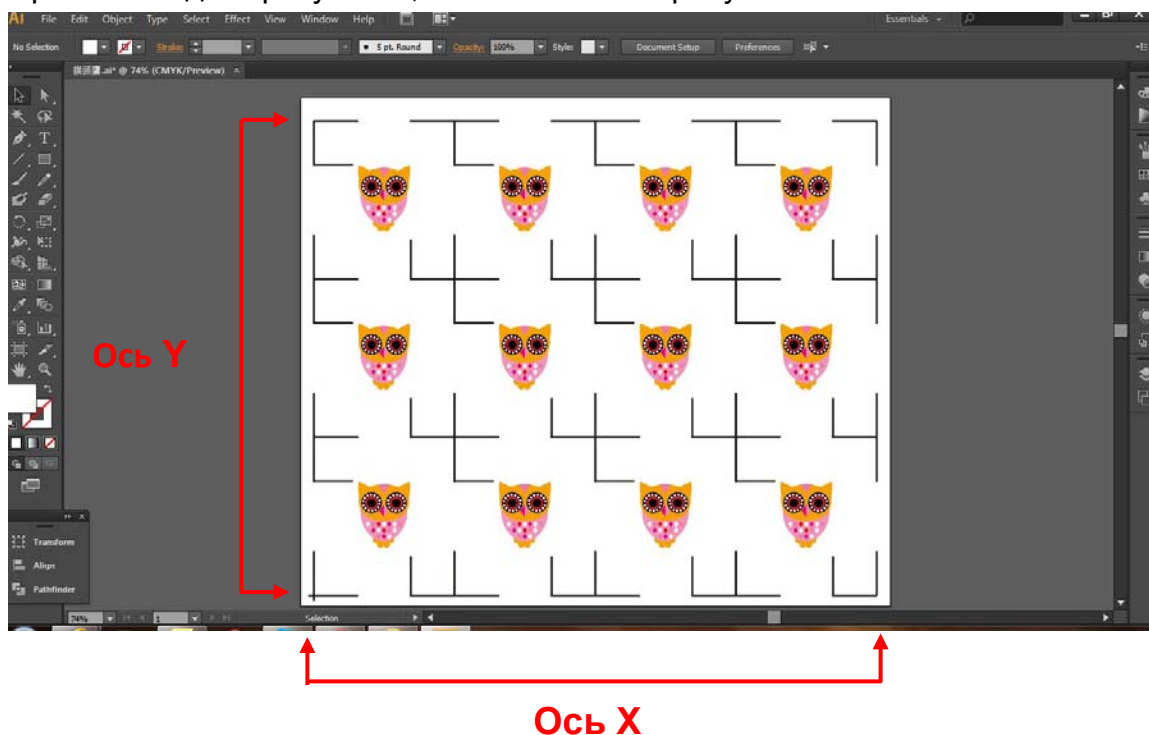 Ai File Edit Object Type Select Effect View Window Help Essentials
No Selection Stroke: 5 pt. Round Opacity: 100% Style: Document Setup Preferences
.ai* @ 74% (CMYK/Preview) ×
Ось Y
Transform
Align
Pathfinder
74% 1 Selection
Ось X